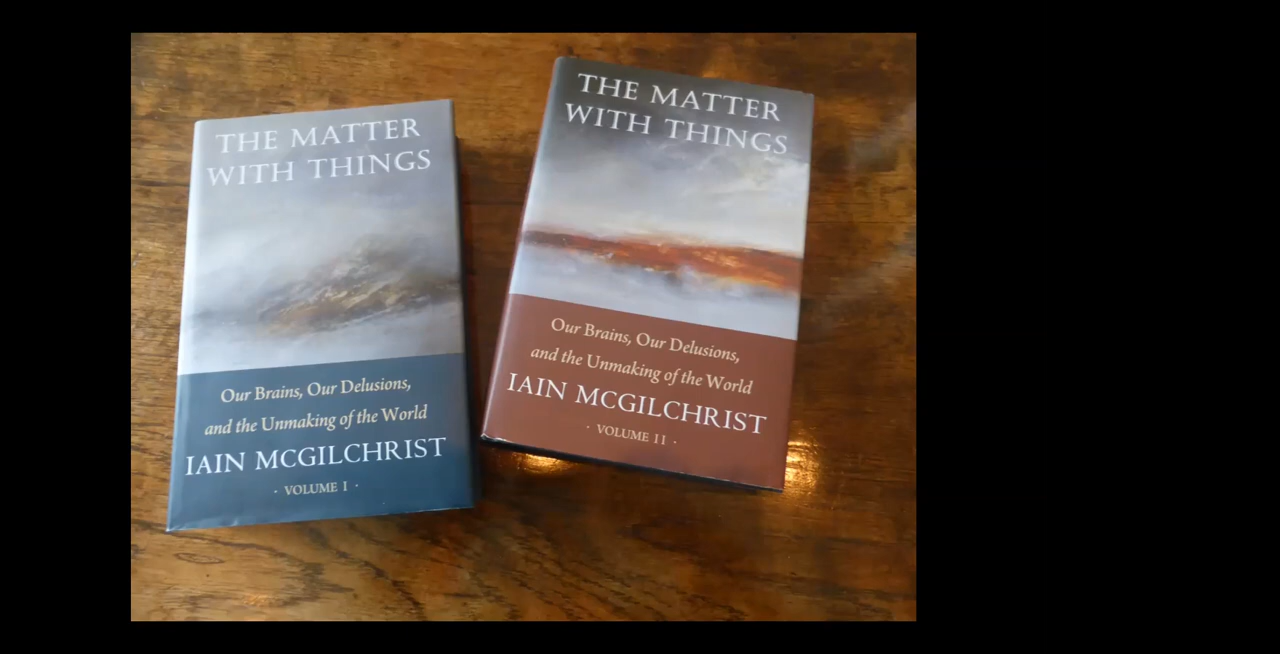 THE MATTER
WITH THINGS
Our Brains, Our Delusions,
and the Unmaking of the World
IAIN MCGILCHRIST
· VOLUME I ·
THE MATTER
WITH THINGS
Our Brains, Our Delusions,
and the Unmaking of the World
IAIN MCGILCHRIST
· VOLUME II ·